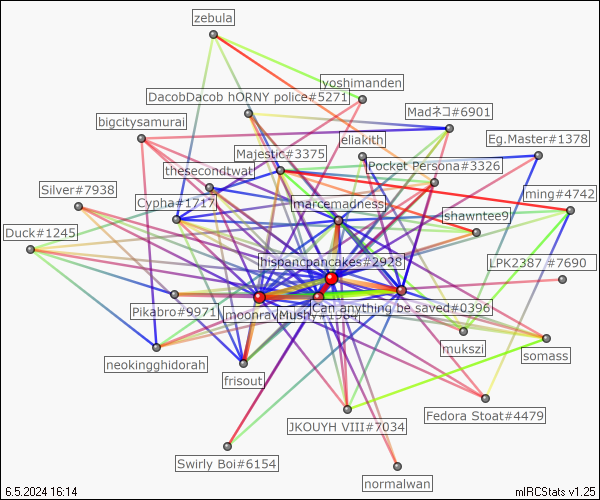 zebula
yoshimanden
DacobDacob hORNY police#5271
Madネコ#6901
bigcitysamurai
eliakith
Eg.Master#1378
Majestic#3375
thesecondtwat
Pocket Persona#3326
Silver#7938
Cypha#1717
marcemadness
ming#4742
shawntee9
Duck#1245
hispancpancakes#2928
LPK2387 #7690
Pikabro#9971
Can anything be saved#0396
mukszi
somass
neokingghidorah
frisout
Fedora Stoat#4479
JKOUYH VIII#7034
Swirly Boi#6154
normalwan
6.5.2024 16:14
mIRCStats v1.25